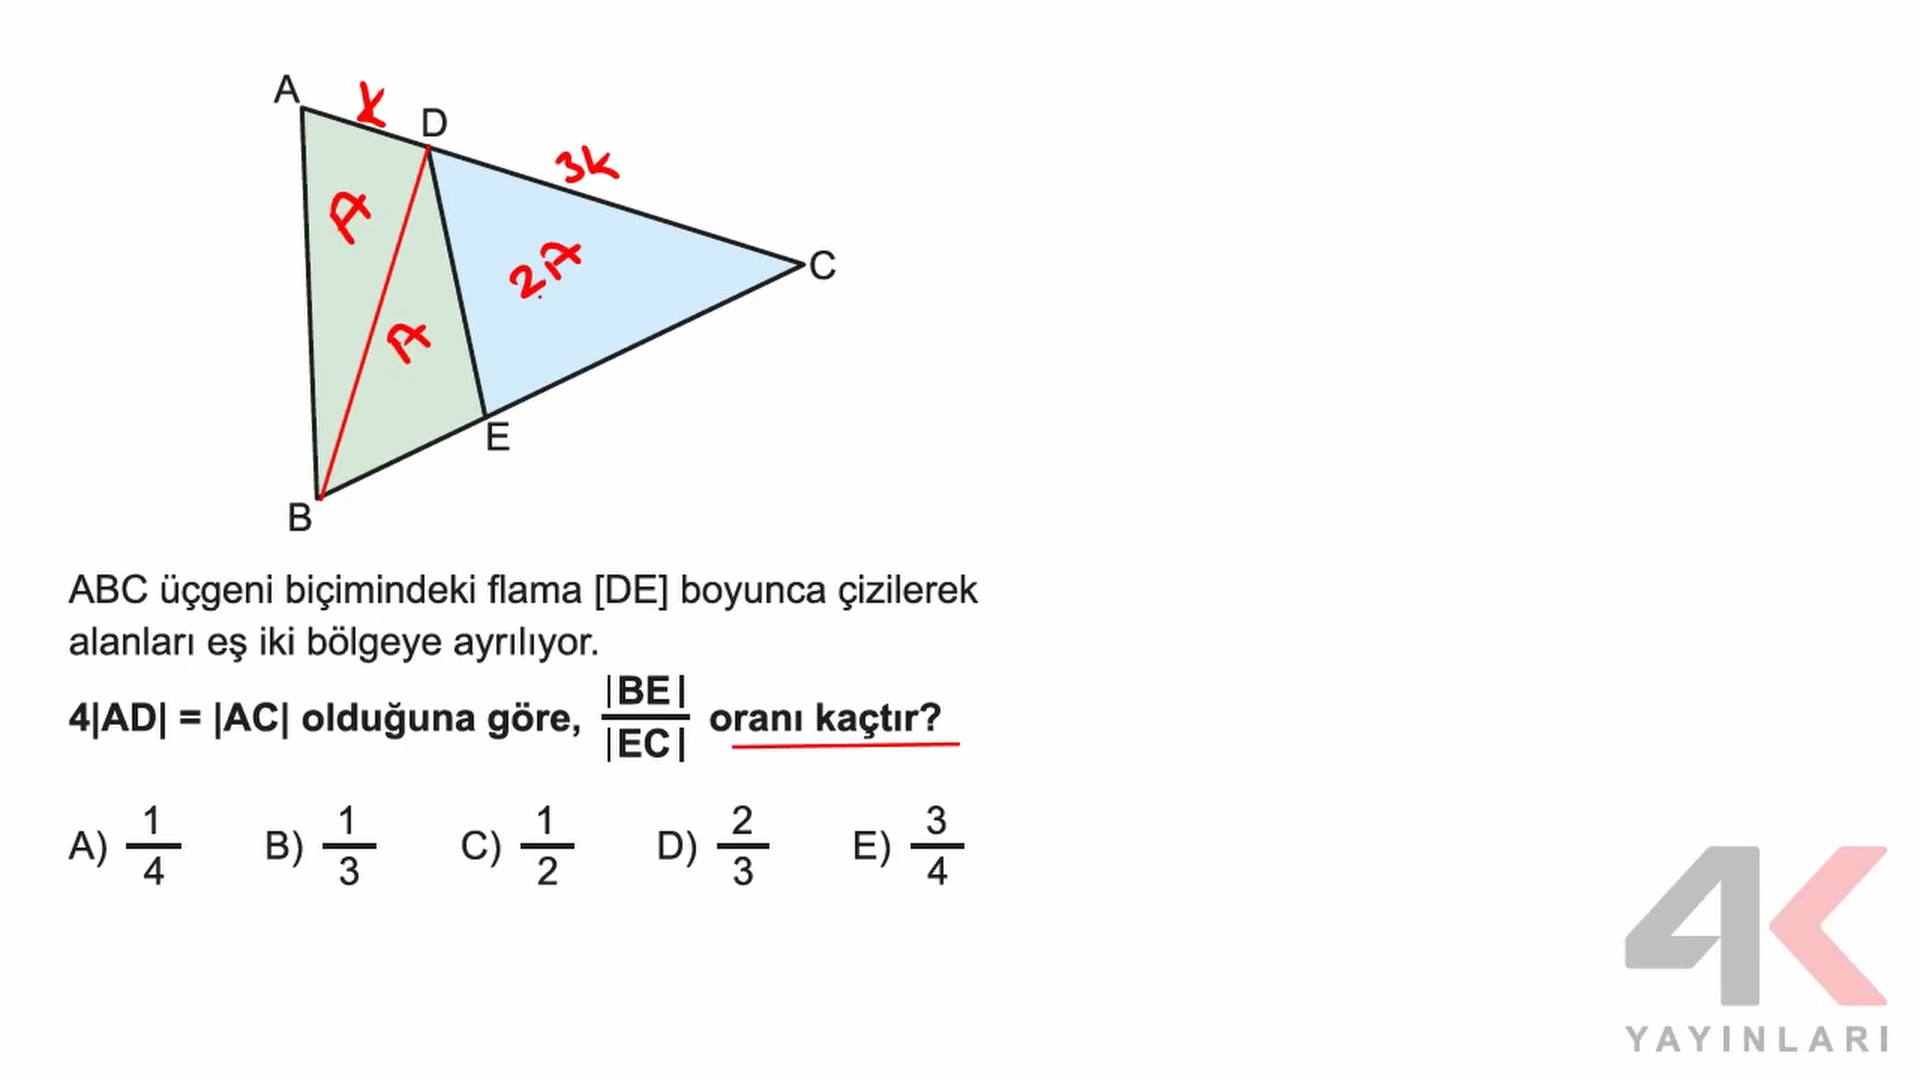 A
k
D
3k
A
2A
C
A
E
B
ABC üçgeni biçimindeki flama [DE] boyunca çizilerek
alanları eş iki bölgeye ayrılıyor.
4|AD| = |AC| olduğuna göre, |BE| / |EC| oranı kaçtır?
A) 1/4 B) 1/3 C) 1/2 D) 2/3 E) 3/4
4K
YAYINLARI